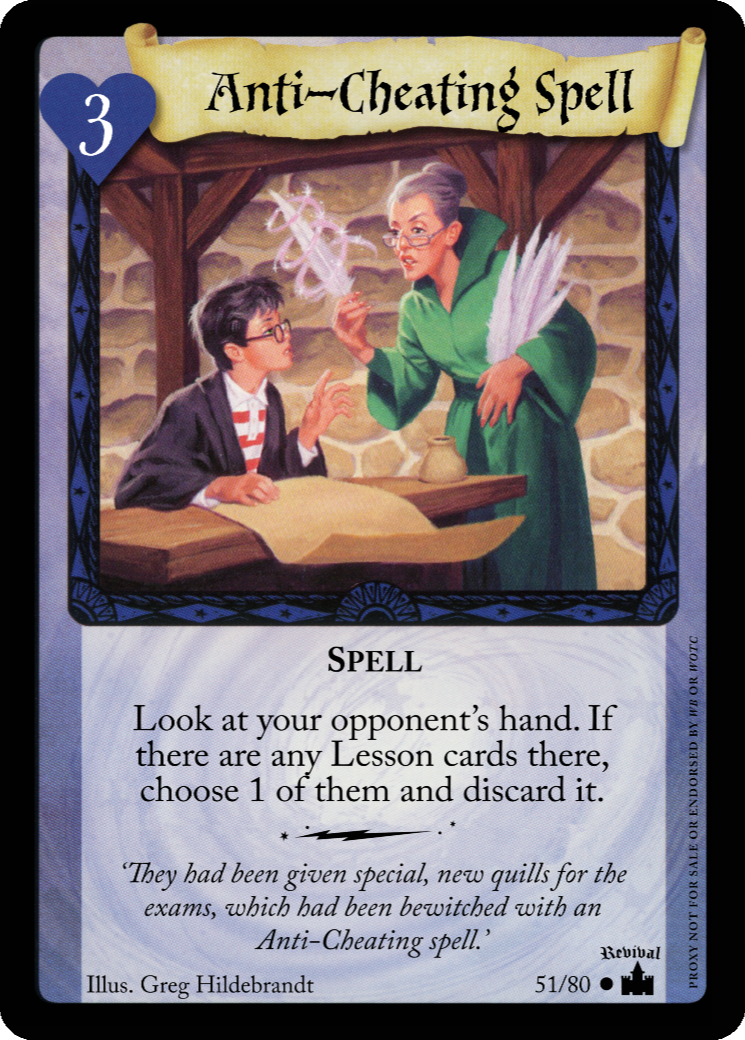 3
Anti-Cheating Spell
SPELL
Look at your opponent's hand. If
there are any Lesson cards there,
choose 1 of them and discard it.
‘They had been given special, new quills for the
exams, which had been bewitched with an
Anti-Cheating spell.’
Revival
Illus. Greg Hildebrandt
51/80
PROXY NOT FOR SALE OR ENDORSED BY WB OR WOTC